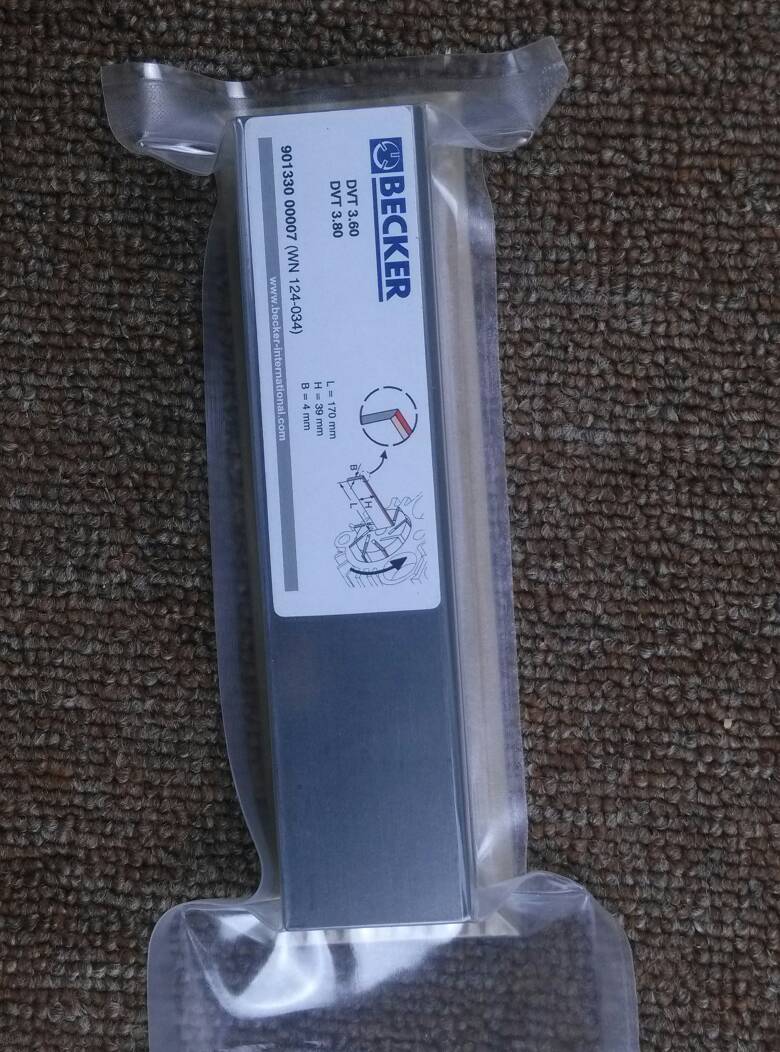 BECKER
DVT 3.60
DVT 3.80
901330 00007 (WN 124-034)
www.becker-international.com
L = 170 mm
H = 39 mm
B = 4 mm
B
L
H